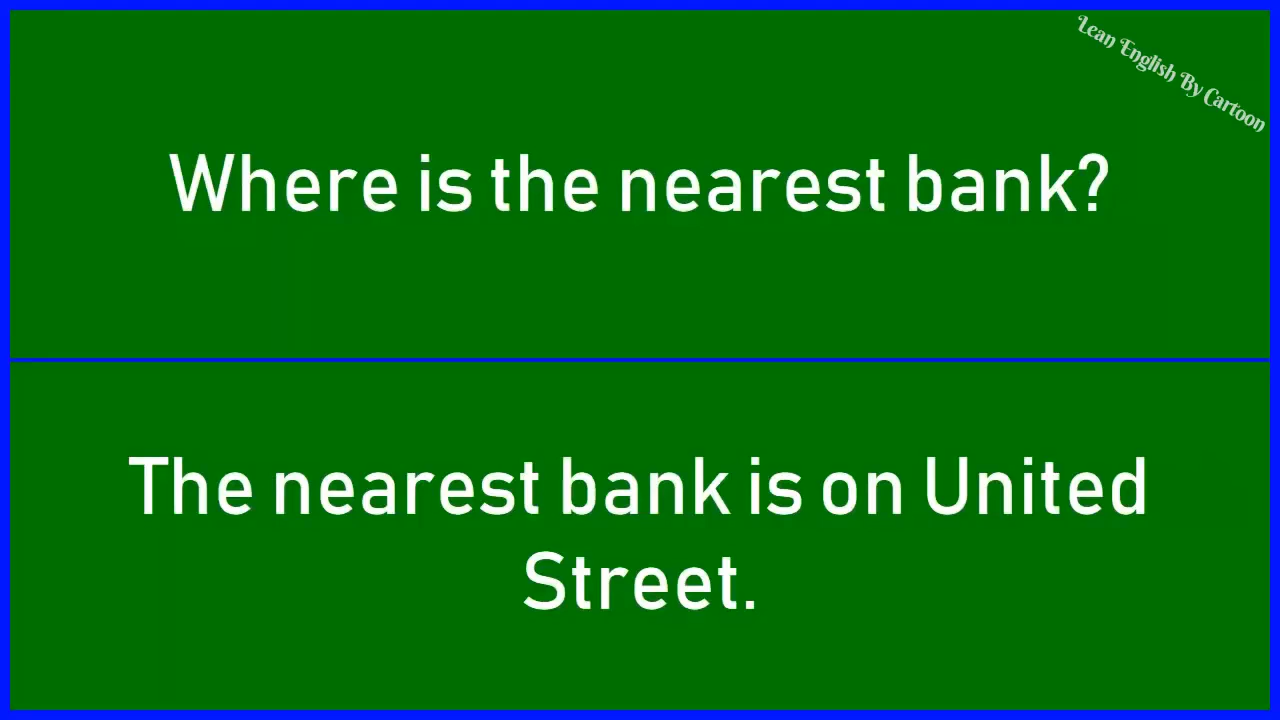 Lean English By Cartoon
Where is the nearest bank?
The nearest bank is on United
Street.